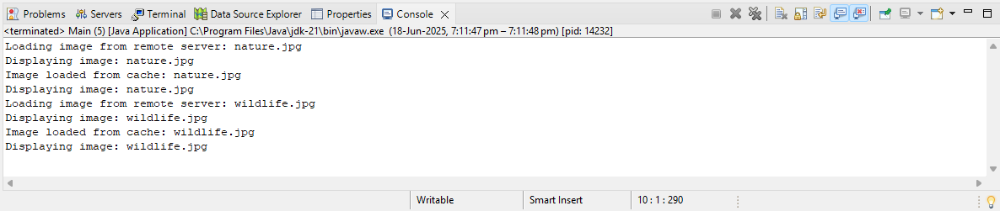 Problems Servers Terminal Data Source Explorer Properties Console
<terminated> Main (5) [Java Application] C:\Program Files\Java\jdk-21\bin\javaw.exe (18-Jun-2025, 7:11:47 pm – 7:11:48 pm) [pid: 14232]
Loading image from remote server: nature.jpg
Displaying image: nature.jpg
Image loaded from cache: nature.jpg
Displaying image: nature.jpg
Loading image from remote server: wildlife.jpg
Displaying image: wildlife.jpg
Image loaded from cache: wildlife.jpg
Displaying image: wildlife.jpg
Writable Smart Insert 10 : 1 : 290